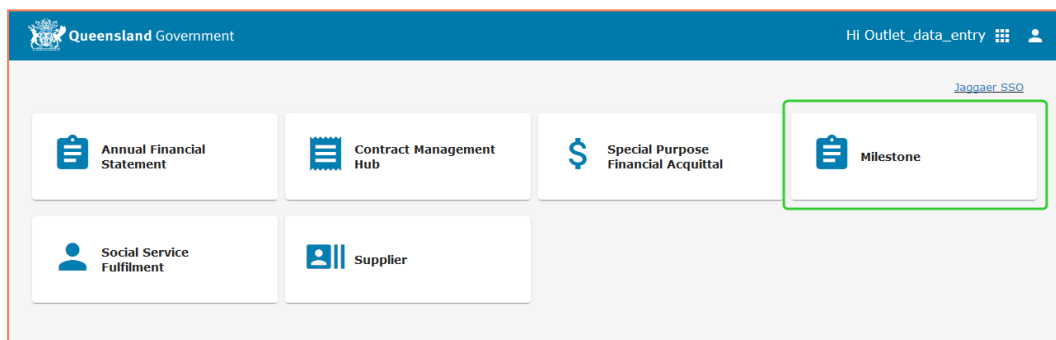 Queensland Government
Hi Outlet_data_entry
Jaggaer SSO
Annual Financial
Statement
Contract Management
Hub
Special Purpose
Financial Acquittal
Milestone
Social Service
Fulfilment
Supplier